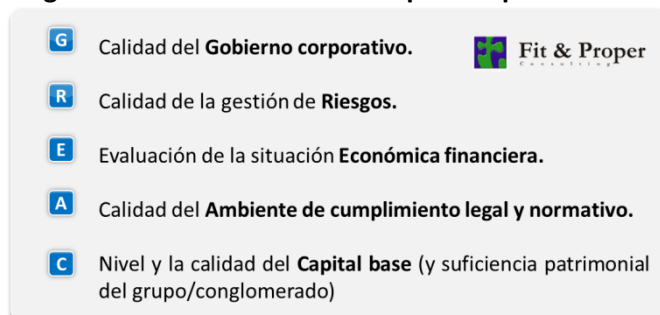 G Calidad del Gobierno corporativo.
Fit & Proper
Consulting
R Calidad de la gestión de Riesgos.
E Evaluación de la situación Económica financiera.
A Calidad del Ambiente de cumplimiento legal y normativo.
C Nivel y la calidad del Capital base (y suficiencia patrimonial
del grupo/conglomerado)